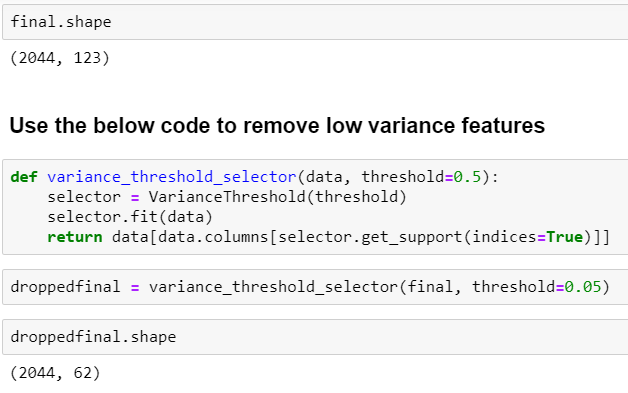 final.shape
(2044, 123)
Use the below code to remove low variance features
def variance_threshold_selector(data, threshold=0.5):
    selector = VarianceThreshold(threshold)
    selector.fit(data)
    return data[data.columns[selector.get_support(indices=True)]]
droppedfinal = variance_threshold_selector(final, threshold=0.05)
droppedfinal.shape
(2044, 62)